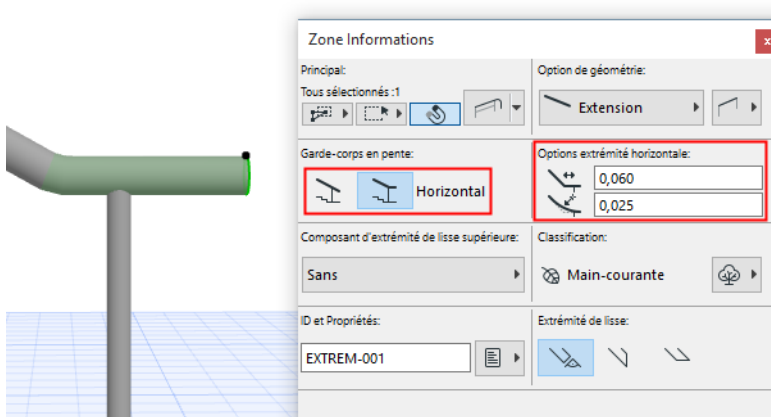 Zone Informations
x
Principal:
Tous sélectionnés :1
Option de géométrie:
Extension
Garde-corps en pente:
Horizontal
Options extrémité horizontale:
0,060
0,025
Composant d'extrémité de lisse supérieure:
Sans
Classification:
Main-courante
ID et Propriétés:
EXTREM-001
Extrémité de lisse: